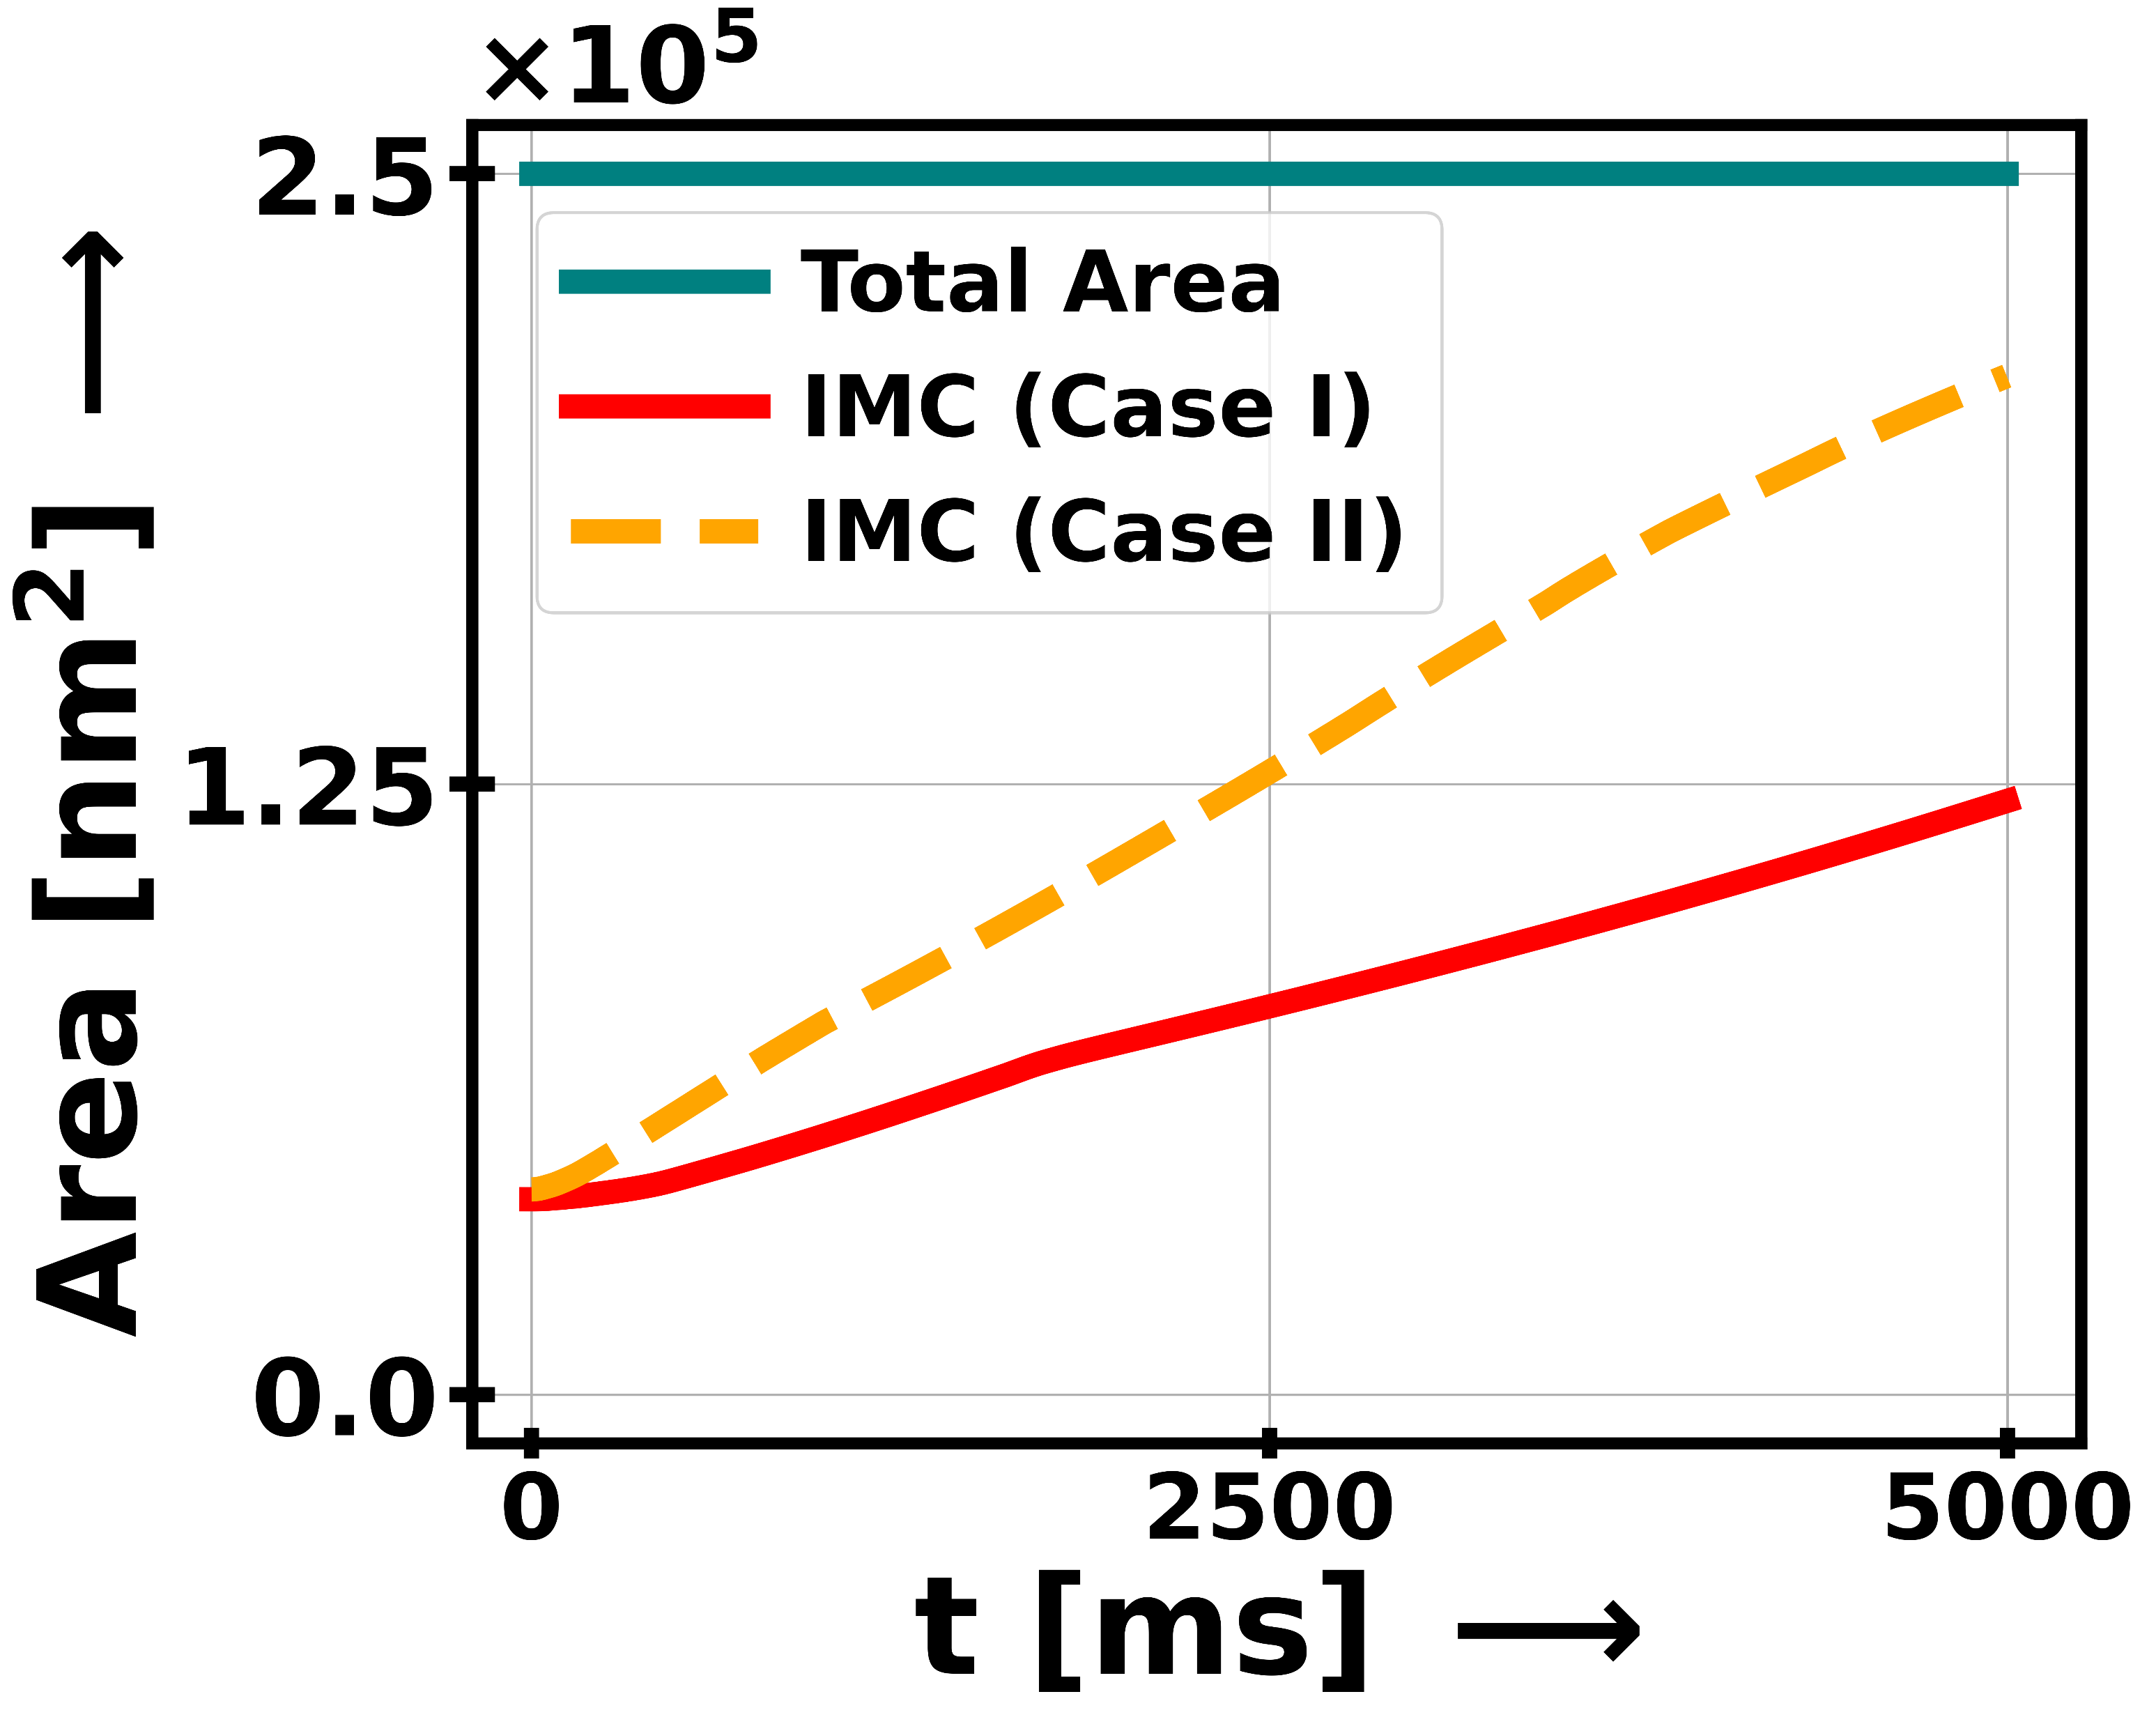 ×10⁵
2.5
1.25
0.0
Area [nm²] ⟶
Total Area
IMC (Case I)
IMC (Case II)
0 2500 5000
t [ms] ⟶